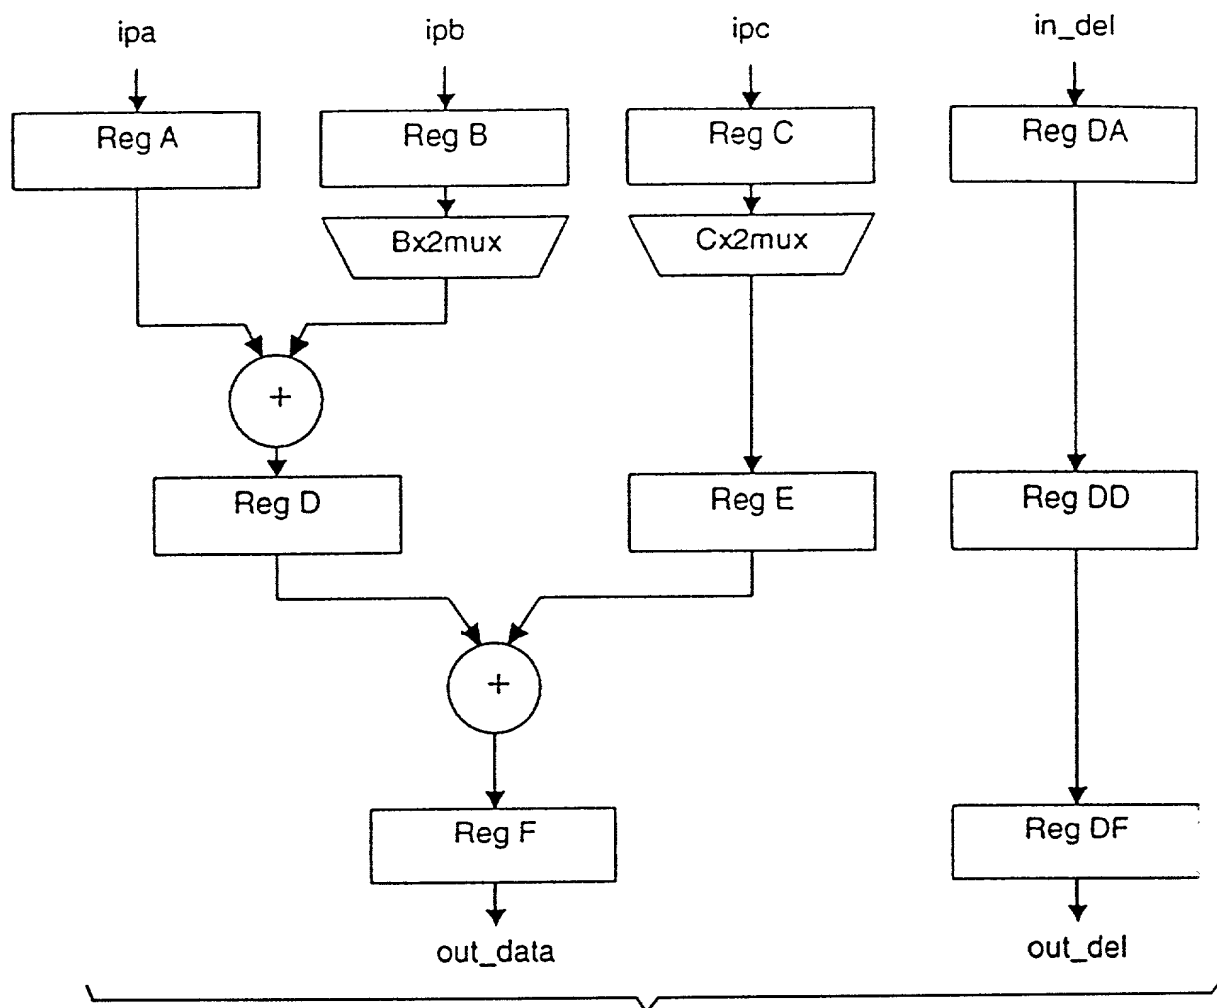 ipa
ipb
ipc
in_del
Reg A
Reg B
Reg C
Reg DA
Bx2mux
Cx2mux
+
Reg D
Reg E
Reg DD
+
Reg F
Reg DF
out_data
out_del